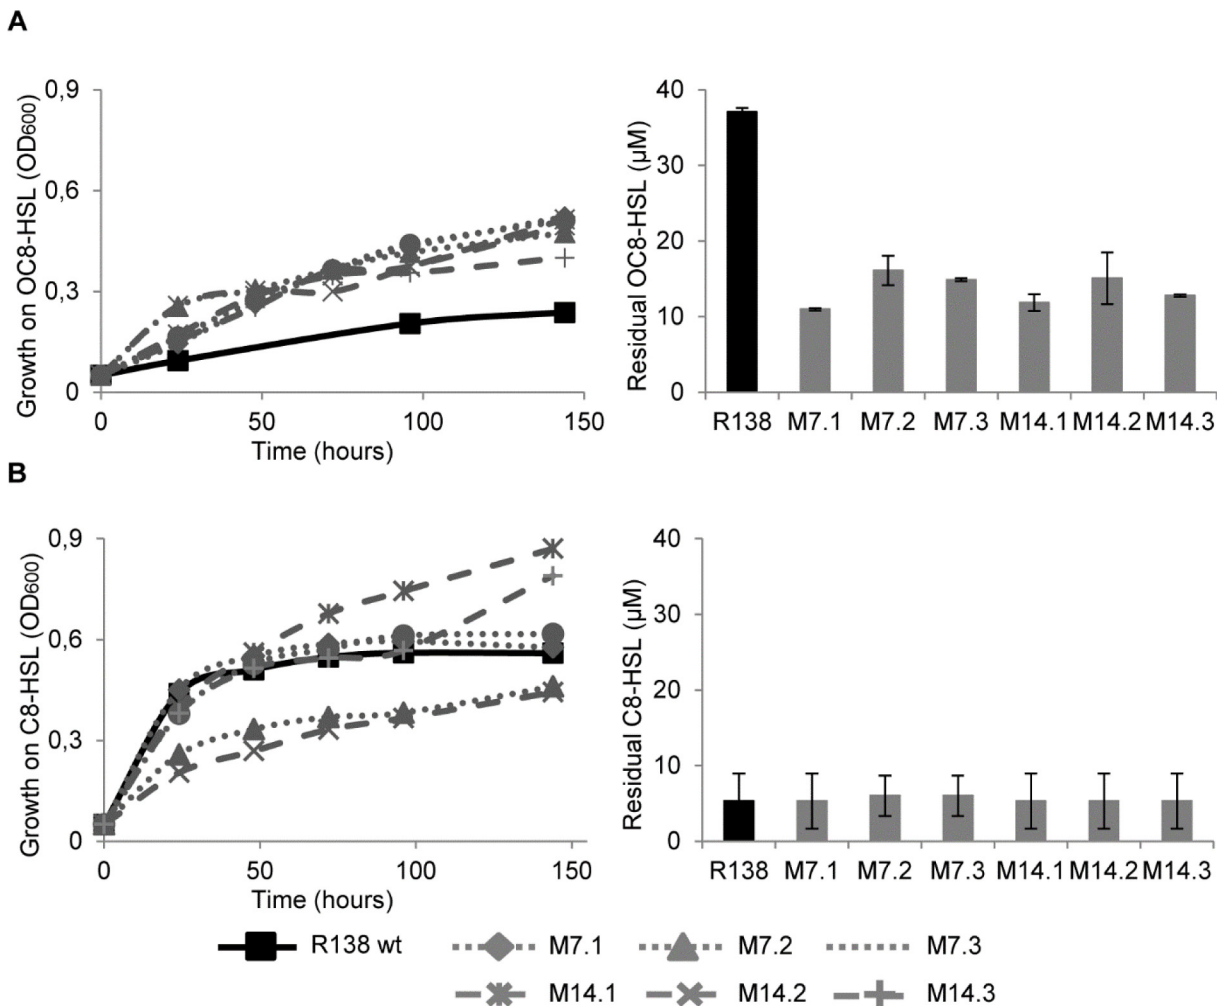 A
Growth on OC8-HSL (OD600)
0,9
0,6
0,3
0
0 50 100 150
Time (hours)
Residual OC8-HSL (µM)
40
30
20
10
0
R138 M7.1 M7.2 M7.3 M14.1 M14.2 M14.3
B
Growth on C8-HSL (OD600)
0,9
0,6
0,3
0
0 50 100 150
Time (hours)
Residual C8-HSL (µM)
40
30
20
10
0
R138 M7.1 M7.2 M7.3 M14.1 M14.2 M14.3
R138 wt M7.1 M7.2 M7.3
M14.1 M14.2 M14.3